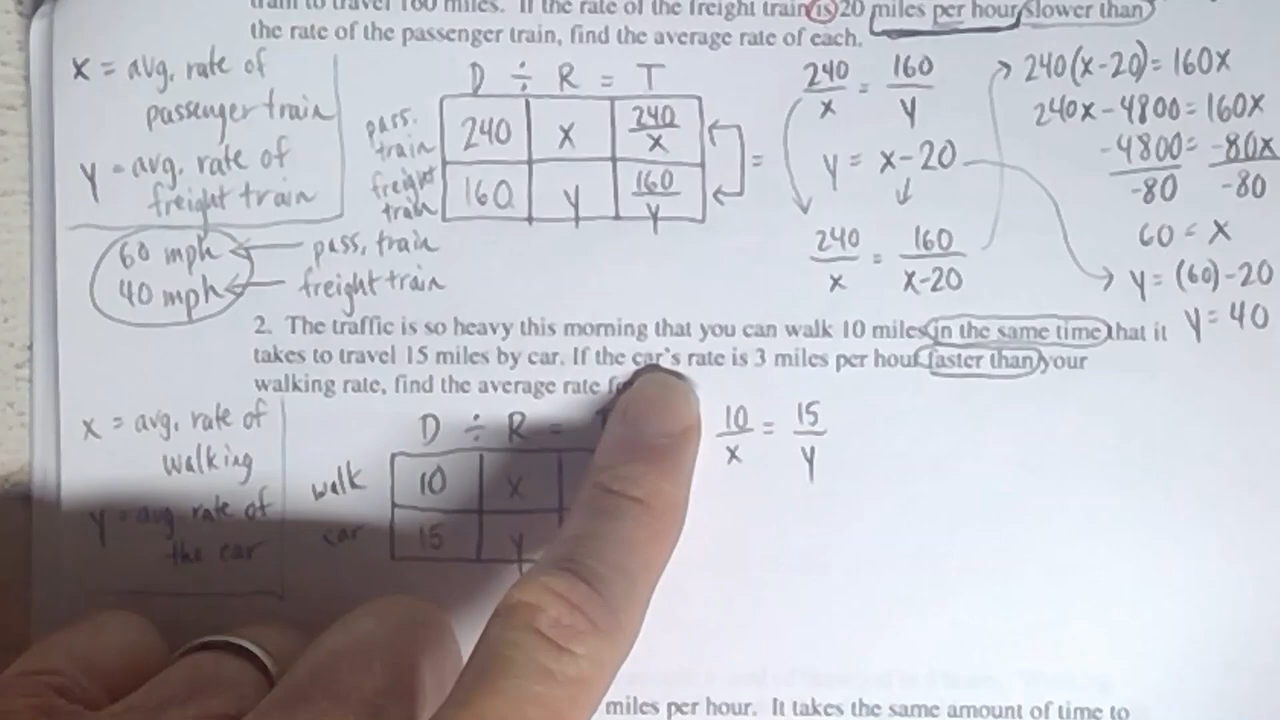 train to travel 160 miles. If the rate of the freight train is 20 miles per hour slower than
the rate of the passenger train, find the average rate of each.
x = avg. rate of
passenger train
y = avg. rate of
freight train
60 mph ← pass. train
40 mph ← freight train
D ÷ R = T
pass. train 240 x 240/x
freight train 160 y 160/y
=
240/x = 160/y
y = x-20
240/x = 160/x-20
240(x-20) = 160x
240x - 4800 = 160x
-4800 = -80x
-80 -80
60 = x
y = (60)-20
y = 40
2. The traffic is so heavy this morning that you can walk 10 miles in the same time that it
takes to travel 15 miles by car. If the car's rate is 3 miles per hour faster than your
walking rate, find the average rate
x = avg. rate of
walking
y = avg. rate of
the car
D ÷ R =
walk 10 x
car 15 y
10/x = 15/y
miles per hour. It takes the same amount of time to